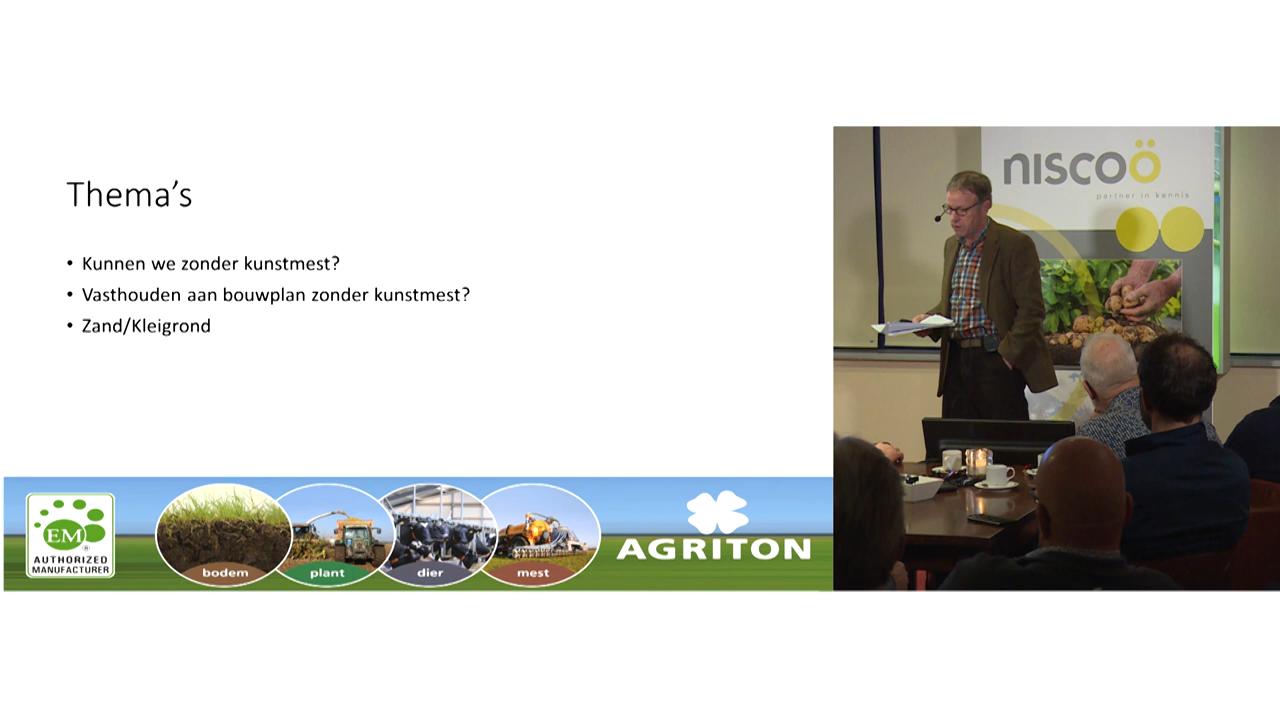 Thema’s
• Kunnen we zonder kunstmest?
• Vasthouden aan bouwplan zonder kunstmest?
• Zand/Kleigrond
EM®
AUTHORIZED
MANUFACTURER
bodem
plant
dier
mest
AGRITON
niscoö
partner in kennis